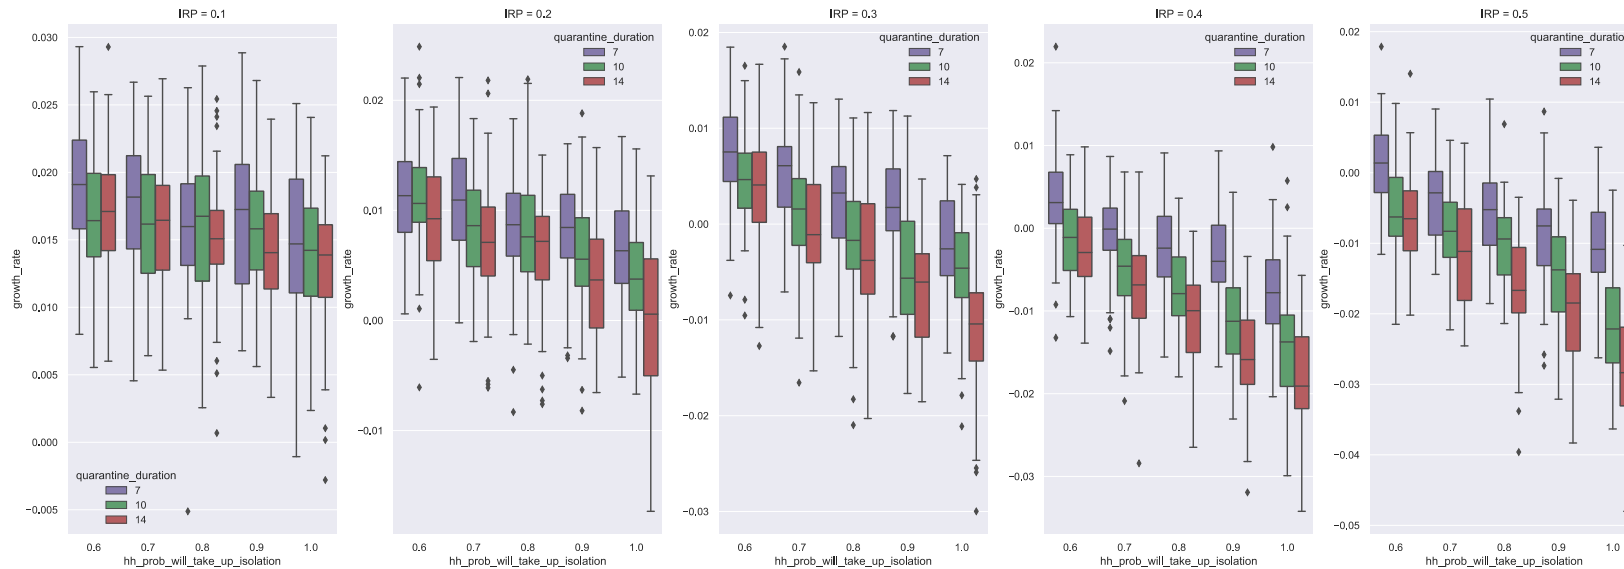 IRP = 0.1
IRP = 0.2
IRP = 0.3
IRP = 0.4
IRP = 0.5
growth_rate
0.030
0.025
0.020
0.015
0.010
0.005
0.000
−0.005
quarantine_duration
7
10
14
0.6 0.7 0.8 0.9 1.0
hh_prob_will_take_up_isolation
growth_rate
0.02
0.01
0.00
−0.01
quarantine_duration
7
10
14
0.6 0.7 0.8 0.9 1.0
hh_prob_will_take_up_isolation
growth_rate
0.02
0.01
0.00
−0.01
−0.02
−0.03
quarantine_duration
7
10
14
0.6 0.7 0.8 0.9 1.0
hh_prob_will_take_up_isolation
growth_rate
0.02
0.01
0.00
−0.01
−0.02
−0.03
quarantine_duration
7
10
14
0.6 0.7 0.8 0.9 1.0
hh_prob_will_take_up_isolation
growth_rate
0.02
0.01
0.00
−0.01
−0.02
−0.03
−0.04
−0.05
quarantine_duratio
7
10
14
0.6 0.7 0.8 0.9 1.0
hh_prob_will_take_up_isolation